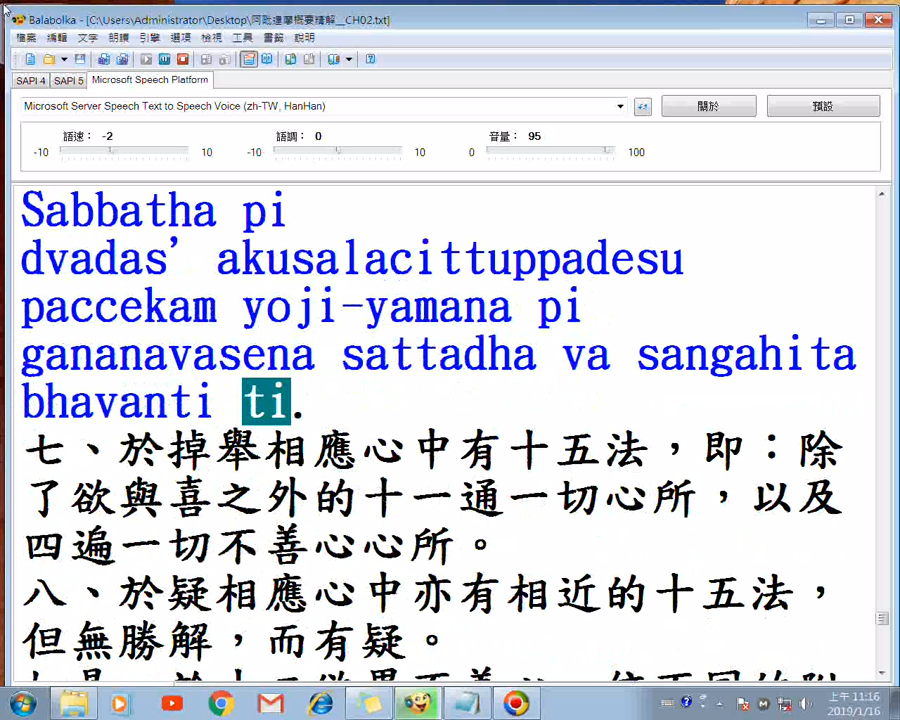 Balabolka - [C:\Users\Administrator\Desktop\阿毗達摩概要精解__CH02.txt]
檔案 編輯 文字 朗讀 引擎 選項 檢視 工具 書籤 說明
SAPI 4 SAPI 5 Microsoft Speech Platform
Microsoft Server Speech Text to Speech Voice (zh-TW, HanHan) 關於 預設
語速： -2 語調： 0 音量： 95
-10 10 -10 10 0 100
Sabbatha pi
dvadas’ akusalacittuppadesu
paccekam yoji-yamana pi
gananavasena sattadha va sangahita
bhavanti ti.
七、於掉舉相應心中有十五法，即：除
了欲與喜之外的十一通一切心所，以及
四遍一切不善心心所。
八、於疑相應心中亦有相近的十五法，
但無勝解，而有疑。
上午 11:16
2019/1/16